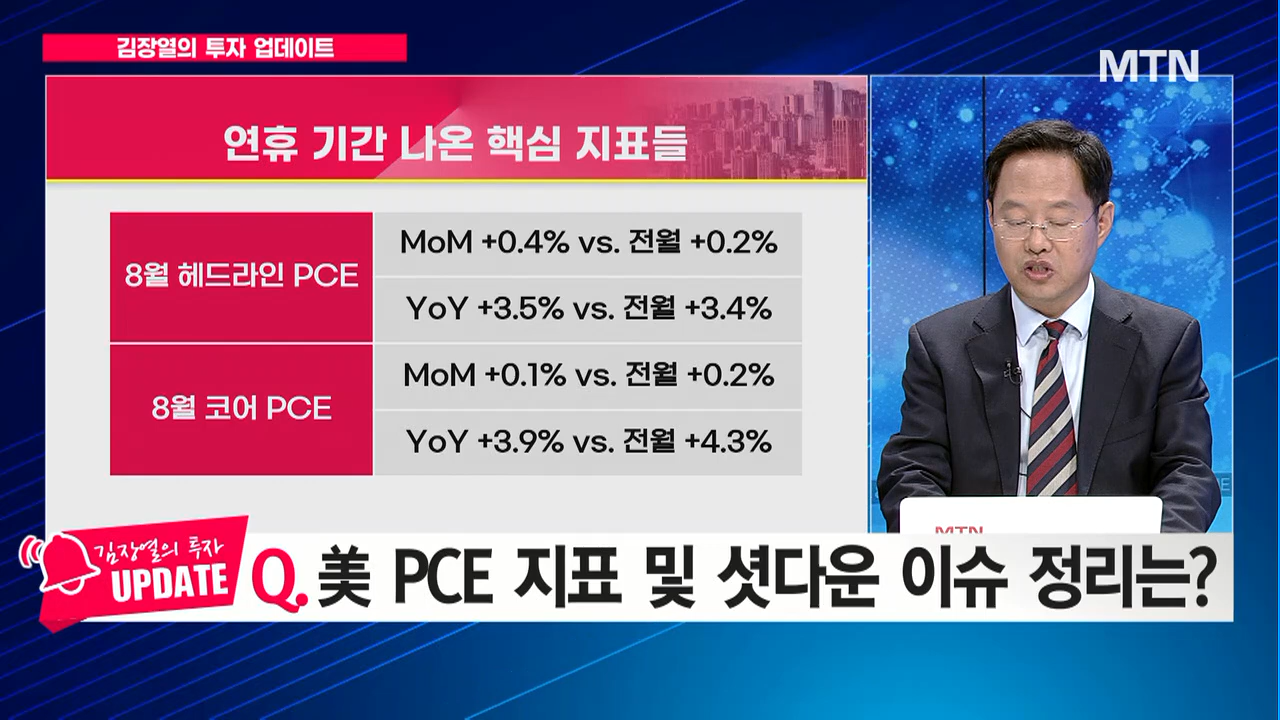 김장열의 투자 업데이트
MTN
연휴 기간 나온 핵심 지표들
8월 헤드라인 PCE
MoM +0.4% vs. 전월 +0.2%
YoY +3.5% vs. 전월 +3.4%
8월 코어 PCE
MoM +0.1% vs. 전월 +0.2%
YoY +3.9% vs. 전월 +4.3%
MTN
김장열의 투자
UPDATE
Q. 美 PCE 지표 및 셧다운 이슈 정리는?